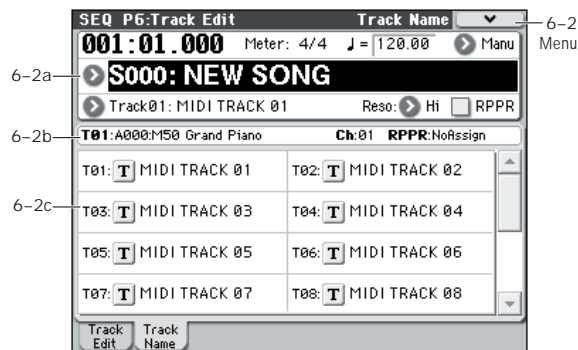 SEQ P6:Track Edit Track Name
6-2
Menu
001:01.000 Meter: 4/4 ♩= 120.00 Manu
6-2a
S000: NEW SONG
Track01: MIDI TRACK 01 Reso: Hi RPPR
6-2b
T01:A000:M50 Grand Piano Ch:01 RPPR:NoAssign
T01: T MIDI TRACK 01 T02: T MIDI TRACK 02
6-2c
T03: T MIDI TRACK 03 T04: T MIDI TRACK 04
T05: T MIDI TRACK 05 T06: T MIDI TRACK 06
T07: T MIDI TRACK 07 T08: T MIDI TRACK 08
Track Edit
Track Name